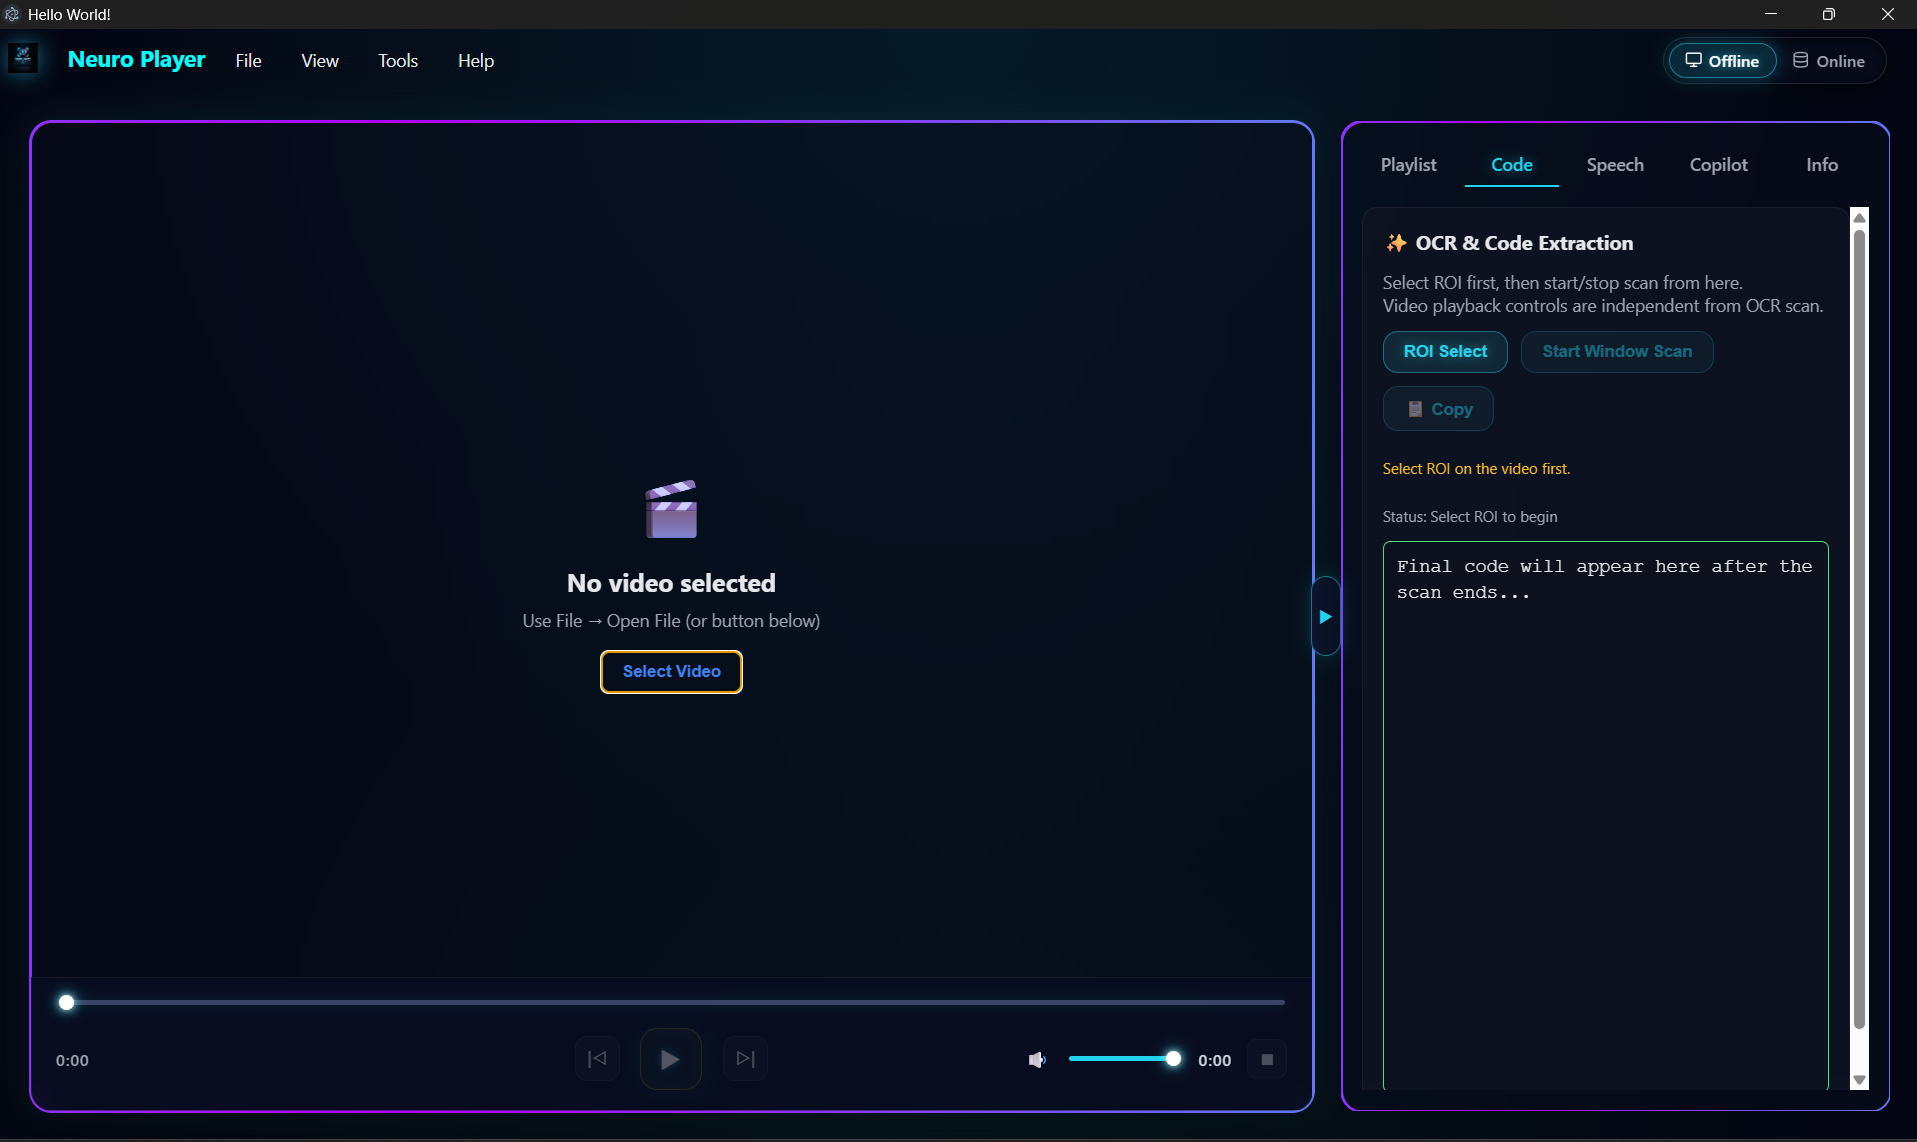 Hello World!
Neuro Player File View Tools Help
Offline Online
No video selected
Use File → Open File (or button below)
Select Video
0:00
0:00
Playlist Code Speech Copilot Info
✨ OCR & Code Extraction
Select ROI first, then start/stop scan from here.
Video playback controls are independent from OCR scan.
ROI Select Start Window Scan
Copy
Select ROI on the video first.
Status: Select ROI to begin
Final code will appear here after the
scan ends...